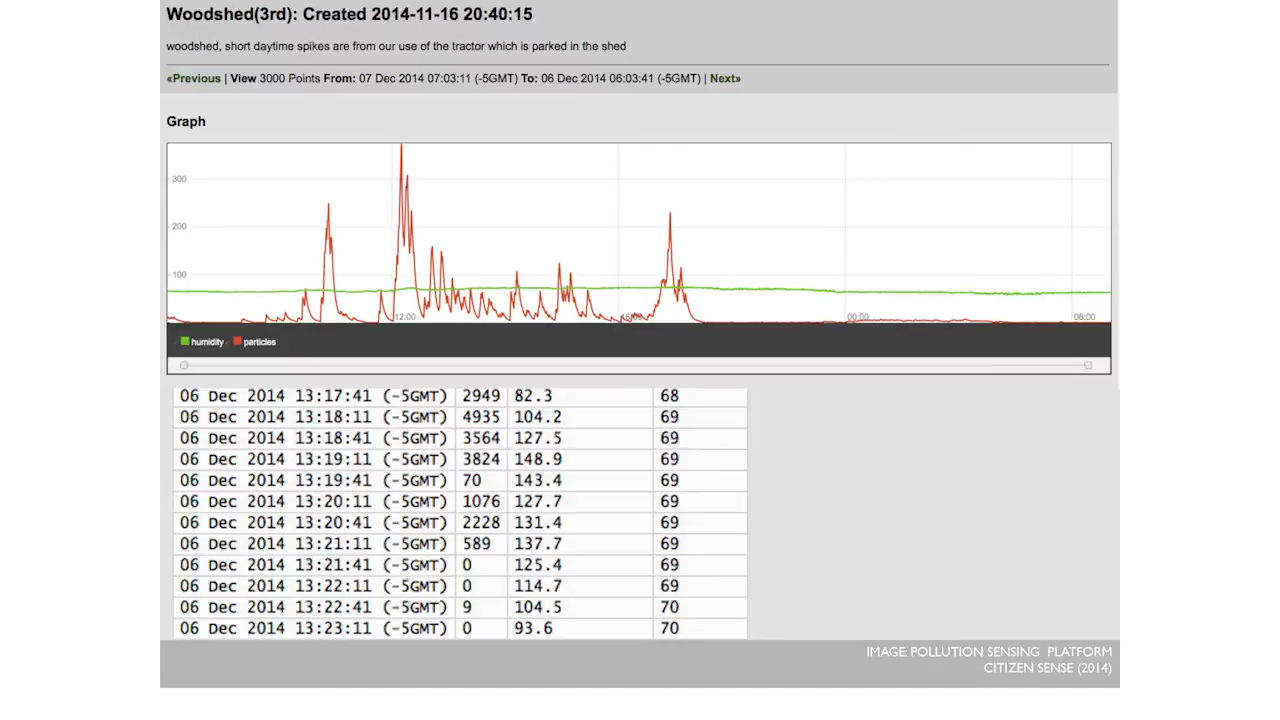 Woodshed(3rd): Created 2014-11-16 20:40:15
woodshed, short daytime spikes are from our use of the tractor which is parked in the shed
«Previous | View 3000 Points From: 07 Dec 2014 07:03:11 (-5GMT) To: 06 Dec 2014 06:03:41 (-5GMT) | Next»
Graph
300
200
100
12:00
18:00
00:00
06:00
humidity
particles
06 Dec 2014 13:17:41 (-5GMT) 2949 82.3 68
06 Dec 2014 13:18:11 (-5GMT) 4935 104.2 69
06 Dec 2014 13:18:41 (-5GMT) 3564 127.5 69
06 Dec 2014 13:19:11 (-5GMT) 3824 148.9 69
06 Dec 2014 13:19:41 (-5GMT) 70 143.4 69
06 Dec 2014 13:20:11 (-5GMT) 1076 127.7 69
06 Dec 2014 13:20:41 (-5GMT) 2228 131.4 69
06 Dec 2014 13:21:11 (-5GMT) 589 137.7 69
06 Dec 2014 13:21:41 (-5GMT) 0 125.4 69
06 Dec 2014 13:22:11 (-5GMT) 0 114.7 69
06 Dec 2014 13:22:41 (-5GMT) 9 104.5 70
06 Dec 2014 13:23:11 (-5GMT) 0 93.6 70
IMAGE: POLLUTION SENSING PLATFORM
CITIZEN SENSE (2014)